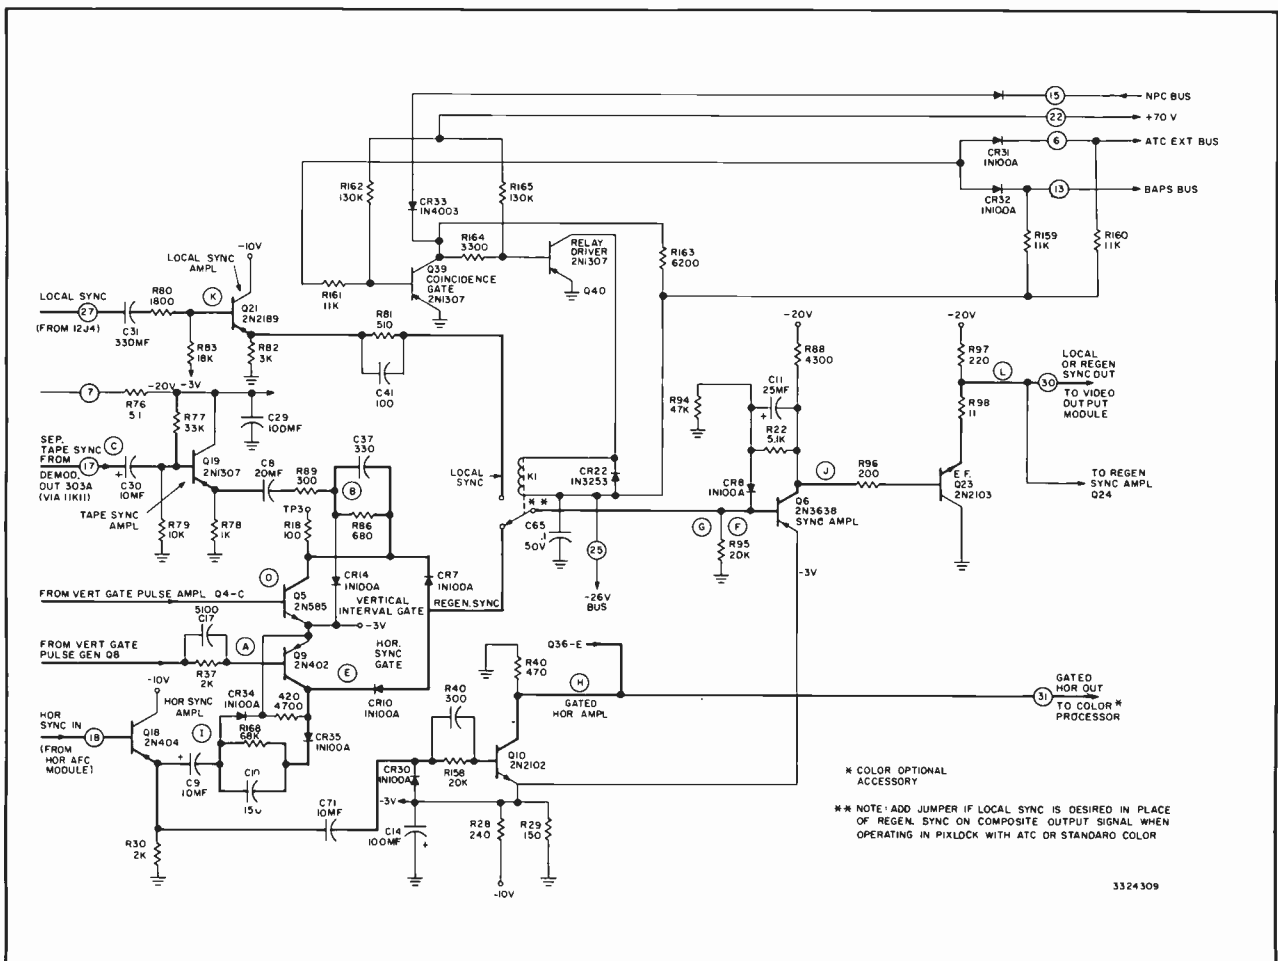 15
NPC BUS
22
+70 V
CR31
IN100A
6
ATC EXT BUS
CR32
IN100A
13
BAPS BUS
R162
130K
CR33
IN4003
R165
130K
R159
11K
R160
11K
R164
3300
RELAY
DRIVER
2N1307
Q40
R163
6200
-10V
LOCAL SYNC
AMPL
Q39
COINCIDENCE
GATE
2N1307
R161
11K
LOCAL SYNC
27
(FROM 12J4)
C31
330MF
R80
1800
K
Q21
2N2189
R83
18K
-3V
R82
3K
R81
510
C41
100
-20V
R88
4300
-20V
R97
220
L
30
LOCAL
OR REGEN
SYNC OUT
TO VIDEO
OUTPUT
MODULE
R98
11
7
R76
51
-20V
R77
33K
C29
100MF
R94
47K
C11
25MF
+
R22
5.1K
SEP.
TAPE SYNC
FROM
DEMOD.
OUT 303A
(VIA 11K11)
17
C
+
C30
10MF
Q19
2N1307
TAPE SYNC
AMPL
R79
10K
R78
1K
C8
20MF
R89
300
C37
330
B
R86
680
TP3
R18
100
LOCAL
SYNC
K1
CR22
IN3253
**
C65
.1
50V
25
-26V
BUS
CR8
IN100A
G
F
R95
20K
Q6
2N3638
SYNC AMPL
-3V
J
R96
200
E.F.
Q23
2N2103
TO REGEN
SYNC AMPL
Q24
O
FROM VERT GATE PULSE AMPL Q4-C
Q5
2N585
CR14
IN100A
VERTICAL
INTERVAL GATE
CR7
IN100A
REGEN. SYNC
-3V
5100
C17
FROM VERT GATE
PULSE GEN Q8
A
R37
2K
Q9
2N402
HOR.
SYNC
GATE
E
CR10
IN100A
-10V
HOR SYNC
AMPL
CR34
IN100A
420
4700
HOR
SYNC IN
18
(FROM
HOR AFC
MODULE)
Q18
2N404
I
R168
68K
CR35
IN100A
+
C9
10MF
C10
150
R30
2K
C71
10MF
Q36-E
R40
470
H
GATED
HOR AMPL
31
GATED
HOR OUT
TO COLOR *
PROCESSOR
R40
300
R158
20K
CR30
IN100A
-3V
C14
100MF
+
Q10
2N2102
R28
240
R29
150
-10V
* COLOR OPTIONAL
ACCESSORY
** NOTE: ADD JUMPER IF LOCAL SYNC IS DESIRED IN PLACE
OF REGEN. SYNC ON COMPOSITE OUTPUT SIGNAL WHEN
OPERATING IN PIXLOCK WITH ATC OR STANDARD COLOR
3324309